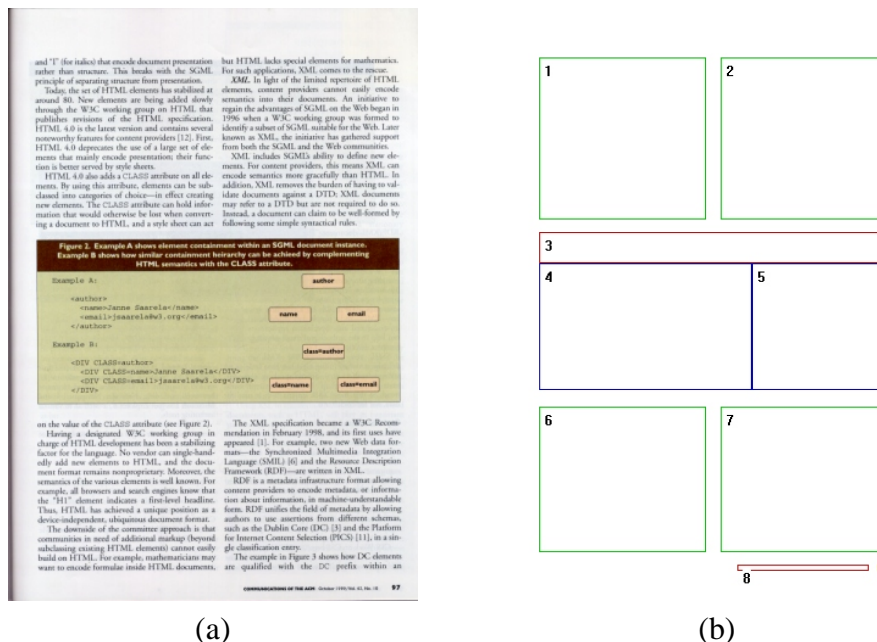 and "I" (for italics) that encode document presentation
rather than structure. This breaks with the SGML
principle of separating structure from presentation.
Today, the set of HTML elements has stabilized at
around 80. New elements are being added slowly
through the W3C working group on HTML that
publishes revisions of the HTML specification.
HTML 4.0 is the latest version and contains several
noteworthy features for content providers [12]. First,
HTML 4.0 deprecates the use of a large set of ele-
ments that mainly encode presentation; their func-
tion is better served by style sheets.
HTML 4.0 also adds a CLASS attribute on all ele-
ments. By using this attribute, elements can be sub-
classed into categories of choice—in effect creating
new elements. The CLASS attribute can hold infor-
mation that would otherwise be lost when convert-
ing a document to HTML, and a style sheet can act
but HTML lacks special elements for mathematics.
For such applications, XML comes to the rescue.
XML. In light of the limited repertoire of HTML
elements, content providers cannot easily encode
semantics into their documents. An initiative to
regain the advantages of SGML on the Web began in
1996 when a W3C working group was formed to
identify a subset of SGML suitable for the Web. Later
known as XML, the initiative has gathered support
from both the SGML and the Web communities.
XML includes SGML's ability to define new ele-
ments. For content providers, this means XML can
encode semantics more gracefully than HTML. In
addition, XML removes the burden of having to val-
idate documents against a DTD; XML documents
may refer to a DTD but are not required to do so.
Instead, a document can claim to be well-formed by
following some simple syntactical rules.
Figure 2. Example A shows element containment within an SGML document instance.
Example B shows how similar containment heirarchy can be achieved by complementing
HTML semantics with the CLASS attribute.
Example A:
<author>
<name>Janne Saarela</name>
<email>jsaarela@w3.org</email>
</author>
Example B:
<DIV CLASS=author>
<DIV CLASS=name>Janne Saarela</DIV>
<DIV CLASS=email>jsaarela@w3.org</DIV>
</DIV>
author
name email
class=author
class=name class=email
on the value of the CLASS attribute (see Figure 2).
Having a designated W3C working group in
charge of HTML development has been a stabilizing
factor for the language. No vendor can single-hand-
edly add new elements to HTML, and the docu-
ment format remains nonproprietary. Moreover, the
semantics of the various elements is well known. For
example, all browsers and search engines know that
the "H1" element indicates a first-level headline.
Thus, HTML has achieved a unique position as a
device-independent, ubiquitous document format.
The downside of the committee approach is that
communities in need of additional markup (beyond
subclassing existing HTML elements) cannot easily
build on HTML. For example, mathematicians may
want to encode formulae inside HTML documents,
The XML specification became a W3C Recom-
mendation in February 1998, and its first uses have
appeared [1]. For example, two new Web data for-
mats—the Synchronized Multimedia Integration
Language (SMIL) [6] and the Resource Description
Framework (RDF)—are written in XML.
RDF is a metadata infrastructure format allowing
content providers to encode metadata, or informa-
tion about information, in machine-understandable
form. RDF unifies the field of metadata by allowing
authors to use assertions from different schemas,
such as the Dublin Core (DC) [3] and the Platform
for Internet Content Selection (PICS) [11], in a sin-
gle classification entry.
The example in Figure 3 shows how DC elements
are qualified with the DC prefix within an
COMMUNICATIONS OF THE ACM October 1998/Vol. 41, No. 10 97
(a)
1 2
3
4 5
6 7
8
(b)